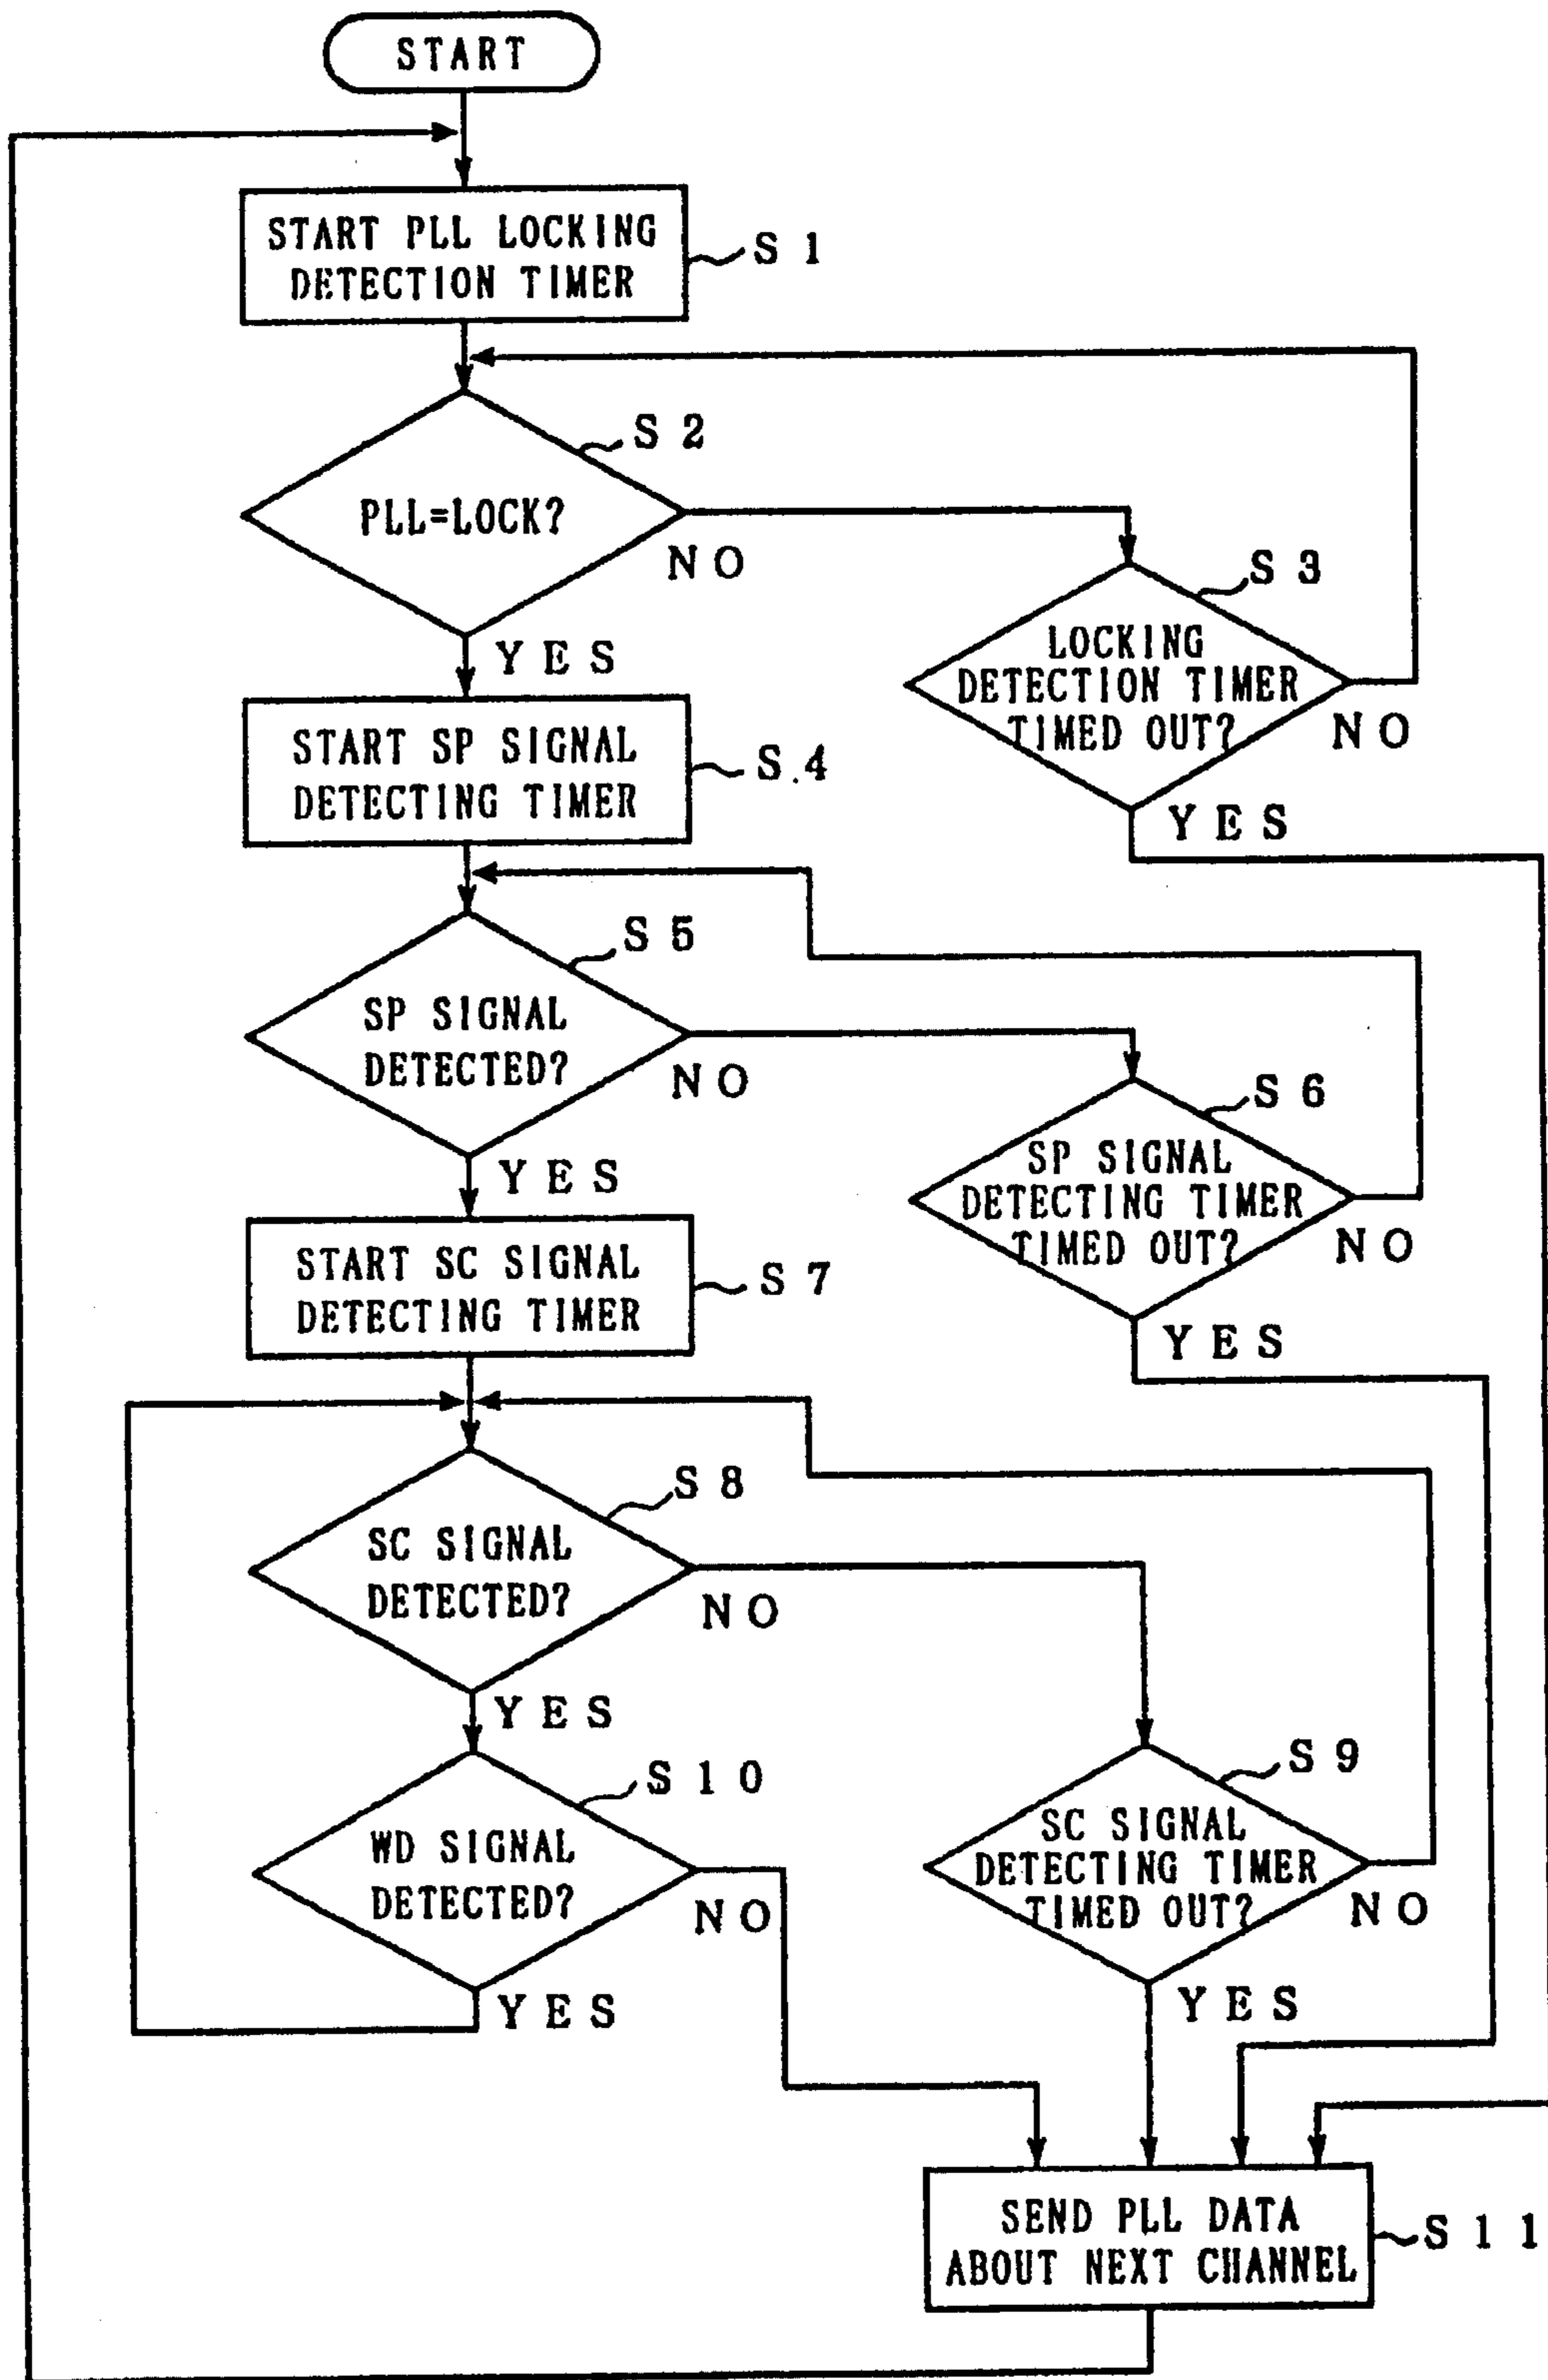 START
START PLL LOCKING
DETECTION TIMER
S 1
S 2
PLL=LOCK?
NO
YES
S 3
LOCKING
DETECTION TIMER
TIMED OUT?
NO
YES
START SP SIGNAL
DETECTING TIMER
S 4
S 5
SP SIGNAL
DETECTED?
NO
YES
S 6
SP SIGNAL
DETECTING TIMER
TIMED OUT?
NO
YES
START SC SIGNAL
DETECTING TIMER
S 7
S 8
SC SIGNAL
DETECTED?
NO
YES
S 9
SC SIGNAL
DETECTING TIMER
TIMED OUT?
NO
YES
S 10
WD SIGNAL
DETECTED?
NO
YES
SEND PLL DATA
ABOUT NEXT CHANNEL
S 11